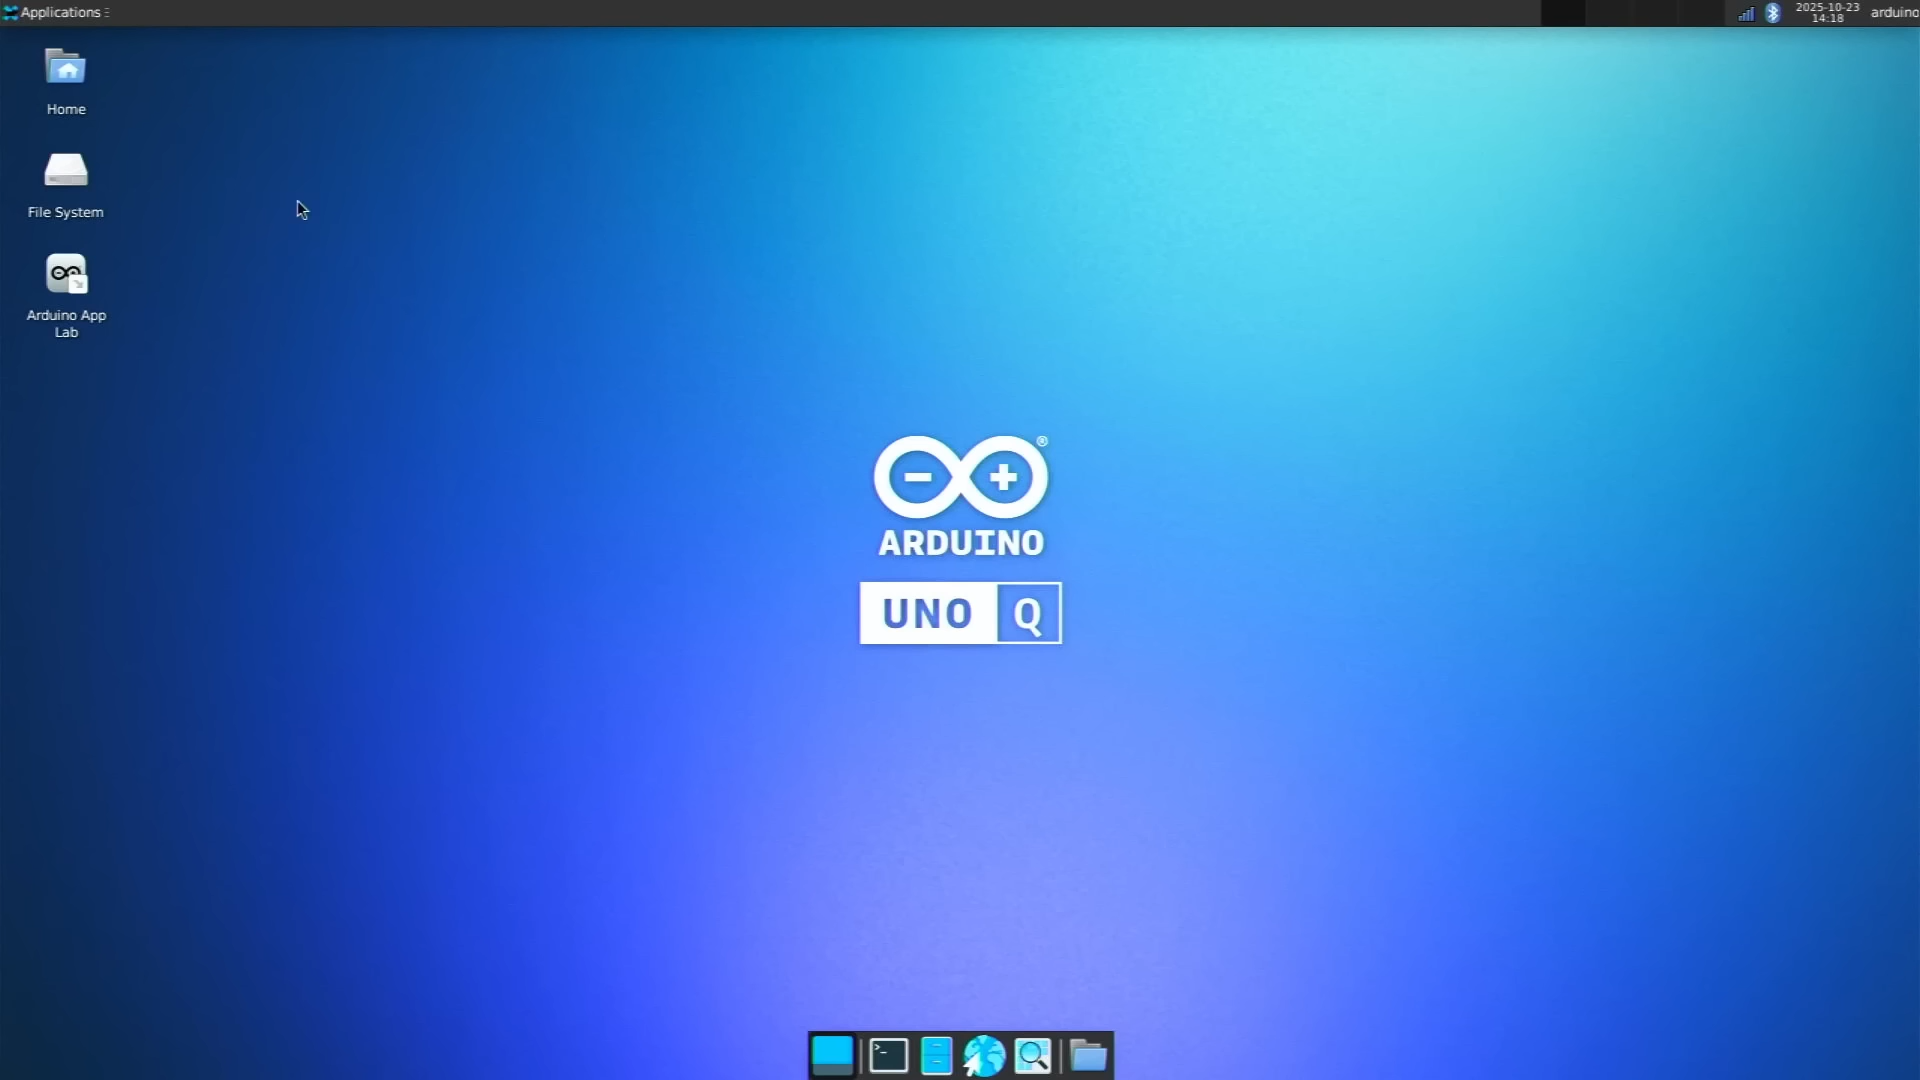 Applications
2025-10-23
14:18
arduino
Home
File System
Arduino App
Lab
ARDUINO
UNO Q